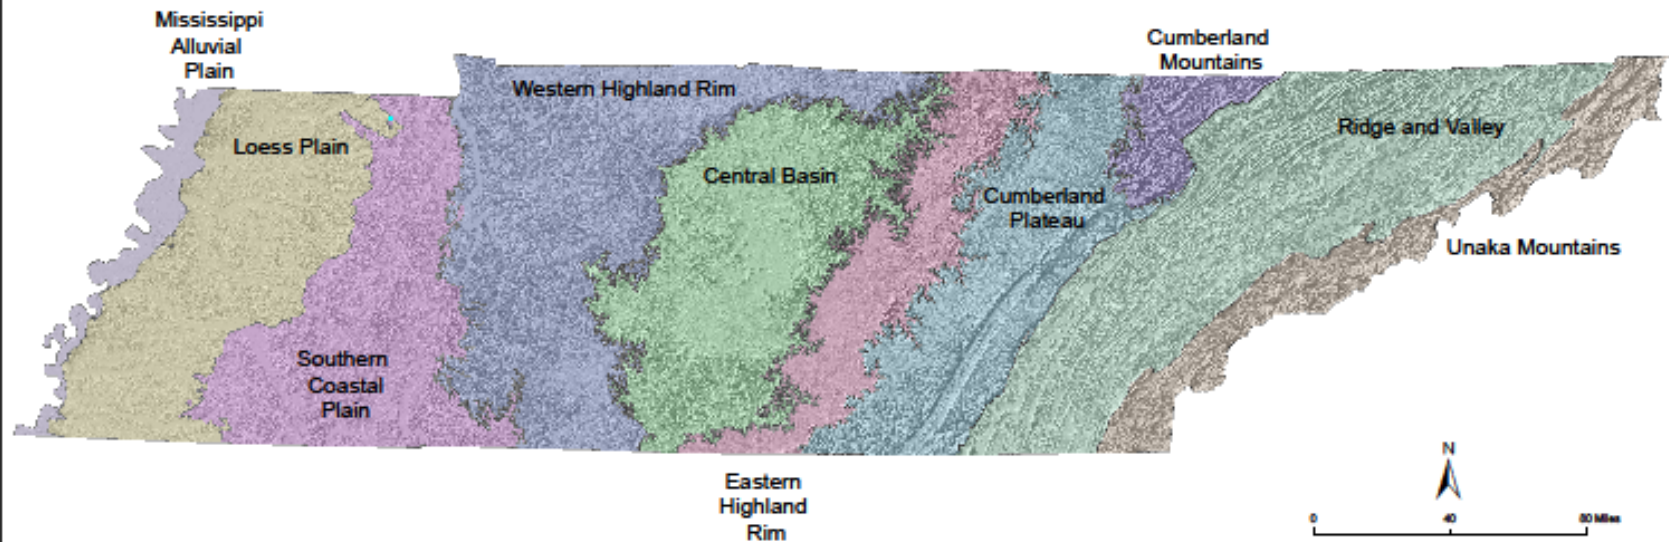 Mississippi
Alluvial
Plain
Cumberland
Mountains
Western Highland Rim
Ridge and Valley
Loess Plain
Central Basin
Cumberland
Plateau
Unaka Mountains
Southern
Coastal
Plain
Eastern
Highland
Rim
N
0 40 80 Miles